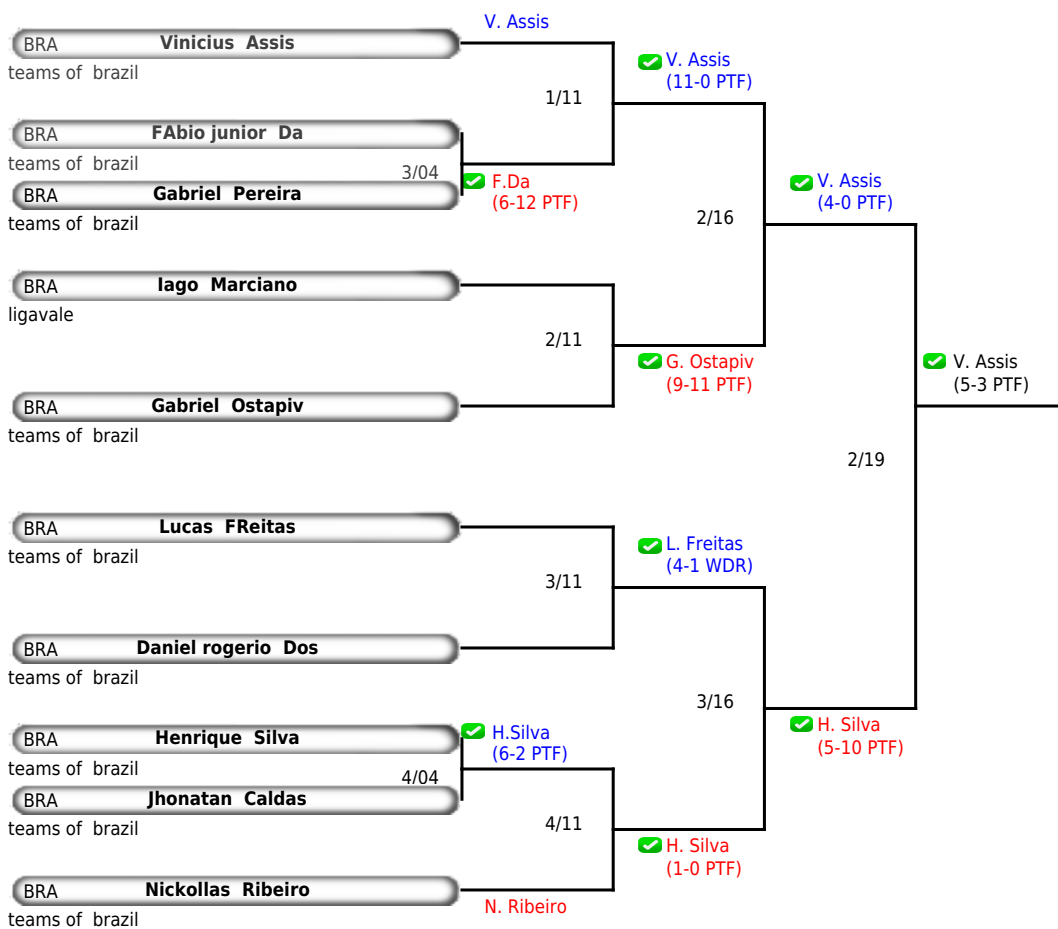 V. Assis
BRA Vinicius Assis
teams of brazil
V. Assis
(11-0 PTF)
1/11
BRA FAbio junior Da
teams of brazil
3/04
F.Da
(6-12 PTF)
BRA Gabriel Pereira
teams of brazil
V. Assis
(4-0 PTF)
2/16
BRA Iago Marciano
ligavale
2/11
G. Ostapiv
(9-11 PTF)
V. Assis
(5-3 PTF)
BRA Gabriel Ostapiv
teams of brazil
2/19
BRA Lucas FReitas
teams of brazil
L. Freitas
(4-1 WDR)
3/11
BRA Daniel rogerio Dos
teams of brazil
3/16
BRA Henrique Silva
teams of brazil
H.Silva
(6-2 PTF)
H. Silva
(5-10 PTF)
4/04
BRA Jhonatan Caldas
teams of brazil
4/11
H. Silva
(1-0 PTF)
BRA Nickollas Ribeiro
teams of brazil
N. Ribeiro